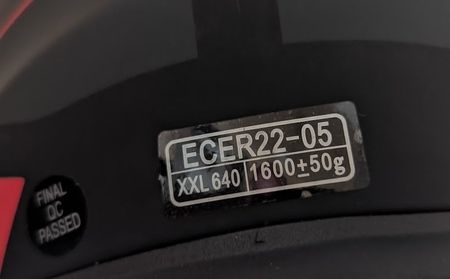 ECER22-05
XXL 640 1600±50g
FINAL
QC
PASSED